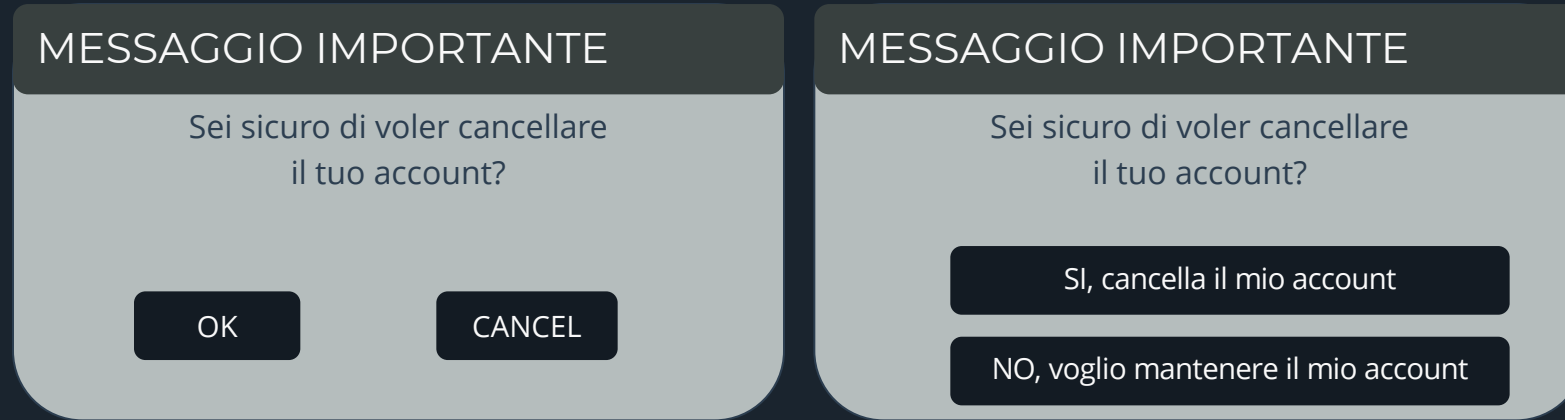 MESSAGGIO IMPORTANTE
Sei sicuro di voler cancellare
il tuo account?
OK
CANCEL
MESSAGGIO IMPORTANTE
Sei sicuro di voler cancellare
il tuo account?
SI, cancella il mio account
NO, voglio mantenere il mio account